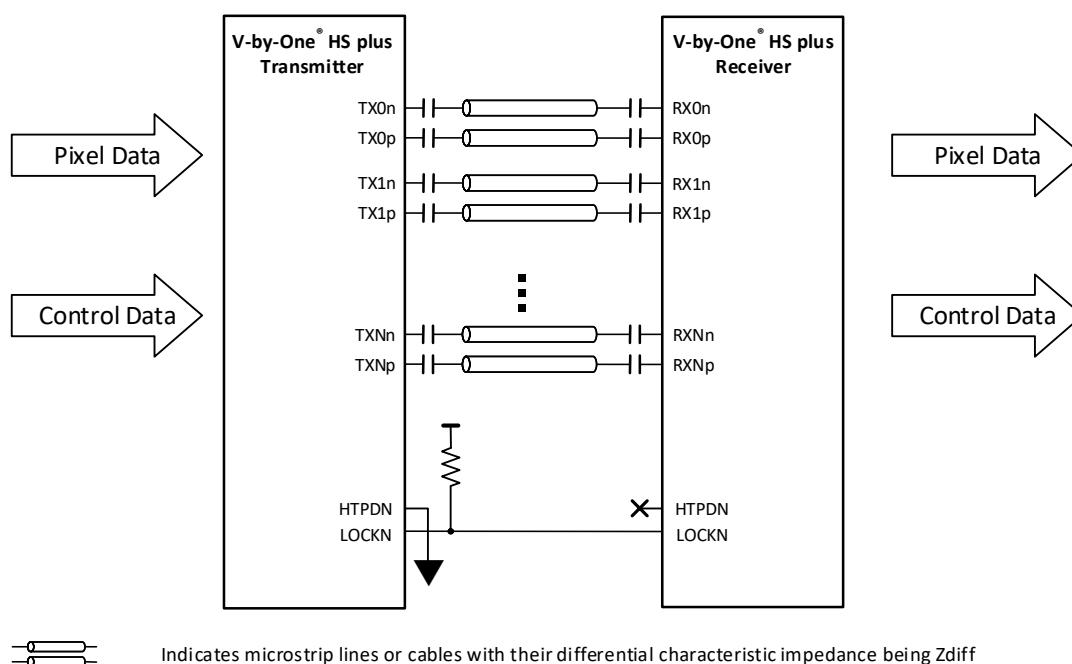 V-by-One® HS plus
Transmitter
V-by-One® HS plus
Receiver
Pixel Data
Control Data
TX0n
TX0p
TX1n
TX1p
TXNn
TXNp
HTPDN
LOCKN
RX0n
RX0p
RX1n
RX1p
RXNn
RXNp
HTPDN
LOCKN
Pixel Data
Control Data
Indicates microstrip lines or cables with their differential characteristic impedance being Zdiff